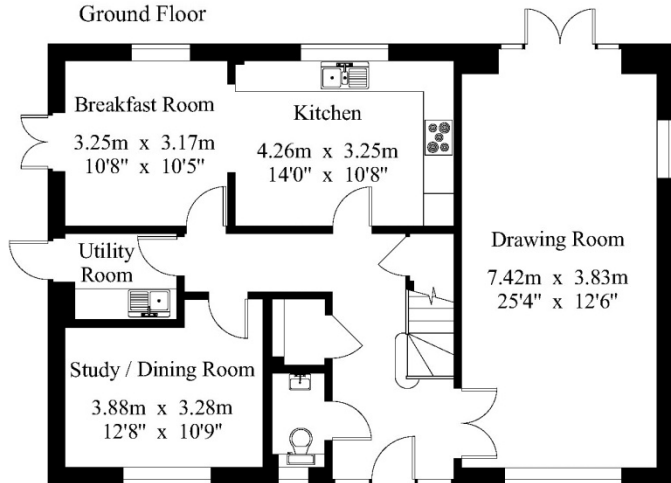 Ground Floor
Breakfast Room
3.25m x 3.17m
10'8" x 10'5"
Kitchen
4.26m x 3.25m
14'0" x 10'8"
Utility
Room
Drawing Room
7.42m x 3.83m
25'4" x 12'6"
Study / Dining Room
3.88m x 3.28m
12'8" x 10'9"